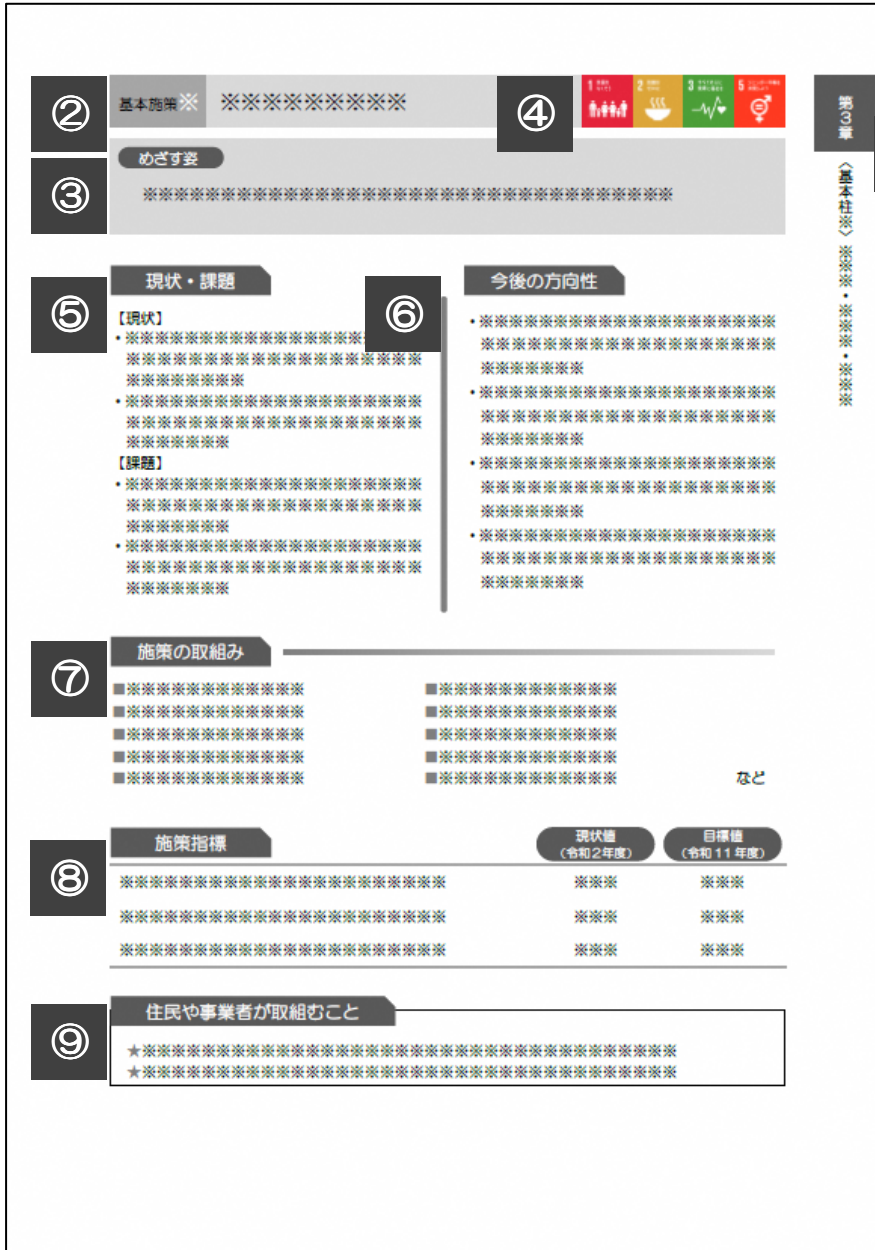 ② 基本施策※ ※※※※※※※※※ ④ 1 2 3 5
③ めざす姿
※※※※※※※※※※※※※※※※※※※※※※※※※※※※※※※※※※
⑤ 現状・課題
【現状】
・※※※※※※※※※※※※※※※※
※※※※※※※※※※※※※※※※※※※
※※※※※※※※
・※※※※※※※※※※※※※※※※※※※※
※※※※※※※※※※※※※※※※※※※
※※※※※※※
【課題】
・※※※※※※※※※※※※※※※※※※※※
※※※※※※※※※※※※※※※※※※※
※※※※※※※
・※※※※※※※※※※※※※※※※※※※※
※※※※※※※※※※※※※※※※※※※
※※※※※※※
⑥ 今後の方向性
・※※※※※※※※※※※※※※※※※※※※
※※※※※※※※※※※※※※※※※※※
※※※※※※※
・※※※※※※※※※※※※※※※※※※※※
※※※※※※※※※※※※※※※※※※※
※※※※※※※
・※※※※※※※※※※※※※※※※※※※※
※※※※※※※※※※※※※※※※※※※
※※※※※※※
・※※※※※※※※※※※※※※※※※※※※
※※※※※※※※※※※※※※※※※※※
※※※※※※※
⑦ 施策の取組み
■※※※※※※※※※※※※ ■※※※※※※※※※※※※
■※※※※※※※※※※※※ ■※※※※※※※※※※※※
■※※※※※※※※※※※※ ■※※※※※※※※※※※※
■※※※※※※※※※※※※ ■※※※※※※※※※※※※
■※※※※※※※※※※※※ ■※※※※※※※※※※※※ など
⑧ 施策指標
現状値
（令和2年度）
目標値
（令和11年度）
※※※※※※※※※※※※※※※※※※※※※※ ※※※ ※※※
※※※※※※※※※※※※※※※※※※※※※※ ※※※ ※※※
※※※※※※※※※※※※※※※※※※※※※※ ※※※ ※※※
⑨ 住民や事業者が取組むこと
★※※※※※※※※※※※※※※※※※※※※※※※※※※※※※※※※※※※※
★※※※※※※※※※※※※※※※※※※※※※※※※※※※※※※※※※※※※
第3章
〈基本柱※〉※※※・※※※・※※※